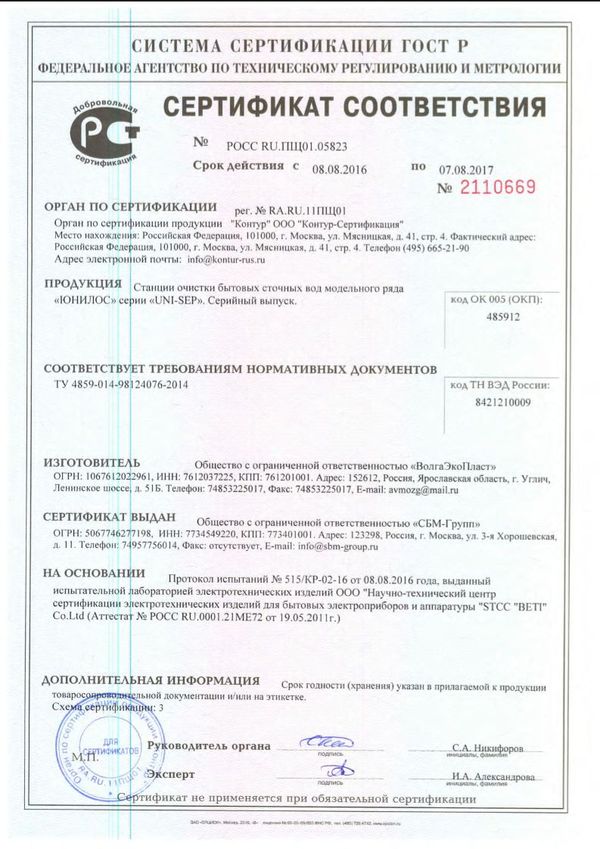 СИСТЕМА СЕРТИФИКАЦИИ ГОСТ Р
ФЕДЕРАЛЬНОЕ АГЕНТСТВО ПО ТЕХНИЧЕСКОМУ РЕГУЛИРОВАНИЮ И МЕТРОЛОГИИ
Добровольная
сертификация
СЕРТИФИКАТ СООТВЕТСТВИЯ
№ РОСС RU.ПЩ01.05823
Срок действия с 08.08.2016 по 07.08.2017
№ 2110669
ОРГАН ПО СЕРТИФИКАЦИИ рег. № RA.RU.11ПЩ01
Орган по сертификации продукции "Контур" ООО "Контур-Сертификация"
Место нахождения: Российская Федерация, 101000, г. Москва, ул. Мясницкая, д. 41, стр. 4. Фактический адрес:
Российская Федерация, 101000, г. Москва, ул. Мясницкая, д. 41, стр. 4. Телефон (495) 665-21-90
Адрес электронной почты: info@kontur-rus.ru
ПРОДУКЦИЯ Станции очистки бытовых сточных вод модельного ряда
«ЮНИЛОС» серии «UNI-SEP». Серийный выпуск.
код ОК 005 (ОКП):
485912
СООТВЕТСТВУЕТ ТРЕБОВАНИЯМ НОРМАТИВНЫХ ДОКУМЕНТОВ
ТУ 4859-014-98124076-2014
код ТН ВЭД России:
8421210009
ИЗГОТОВИТЕЛЬ Общество с ограниченной ответственностью «ВолгаЭкоПласт»
ОГРН: 1067612022961, ИНН: 7612037225, КПП: 761201001. Адрес: 152612, Россия, Ярославская область, г. Углич,
Ленинское шоссе, д. 51Б. Телефон: 74853225017, Факс: 74853225017, E-mail: avmozg@mail.ru
СЕРТИФИКАТ ВЫДАН Общество с ограниченной ответственностью «СБМ-Групп»
ОГРН: 5067746277198, ИНН: 7734549220, КПП: 773401001. Адрес: 123298, Россия, г. Москва, ул. 3-я Хорошевская,
д. 11. Телефон: 74957756014, Факс: отсутствует, E-mail: info@sbm-group.ru
НА ОСНОВАНИИ Протокол испытаний № 515/КР-02-16 от 08.08.2016 года, выданный
испытательной лабораторией электротехнических изделий ООО "Научно-технический центр
сертификации электротехнических изделий для бытовых электроприборов и аппаратуры "STCC "BETI"
Co.Ltd (Аттестат № РОСС RU.0001.21МЕ72 от 19.05.2011г.)
ДОПОЛНИТЕЛЬНАЯ ИНФОРМАЦИЯ Срок годности (хранения) указан в прилагаемой к продукции
товаросопроводительной документации и/или на этикетке.
Схема сертификации: 3
ДЛЯ
СЕРТИФИКАТОВ
RA.RU.11ПЩ01
М.П.
Руководитель органа
подпись
С.А. Никифоров
инициалы, фамилия
Эксперт
подпись
И.А. Александрова
инициалы, фамилия
Сертификат не применяется при обязательной сертификации